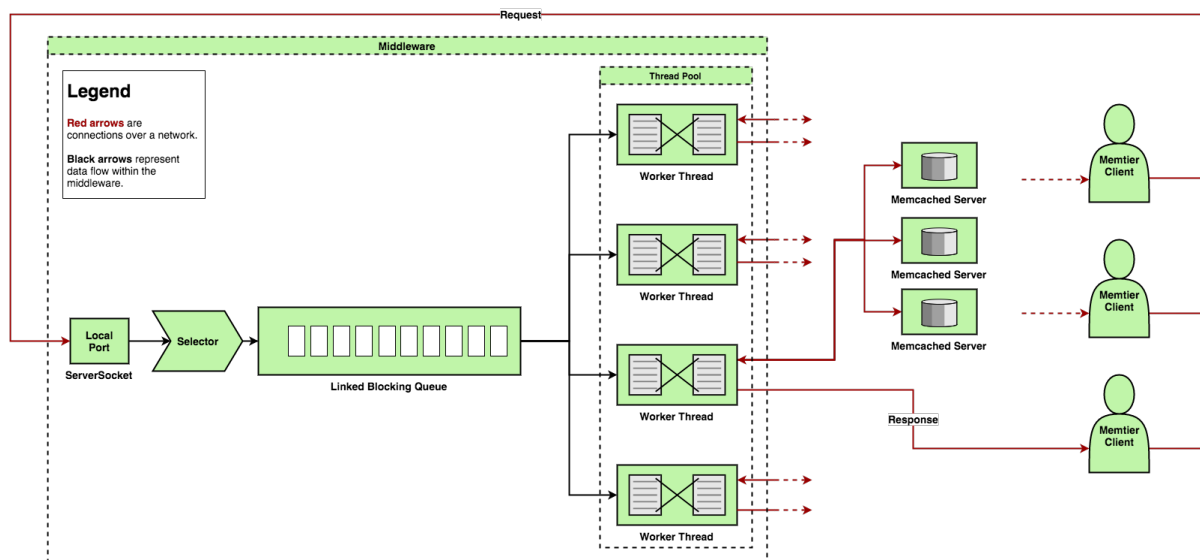 Request
Middleware
Legend
Red arrows are
connections over a network.
Black arrows represent
data flow within the
middleware.
Thread Pool
Worker Thread
Worker Thread
Worker Thread
Worker Thread
Local
Port
ServerSocket
Selector
Linked Blocking Queue
Memcached Server
Memcached Server
Memcached Server
Response
Memtier
Client
Memtier
Client
Memtier
Client